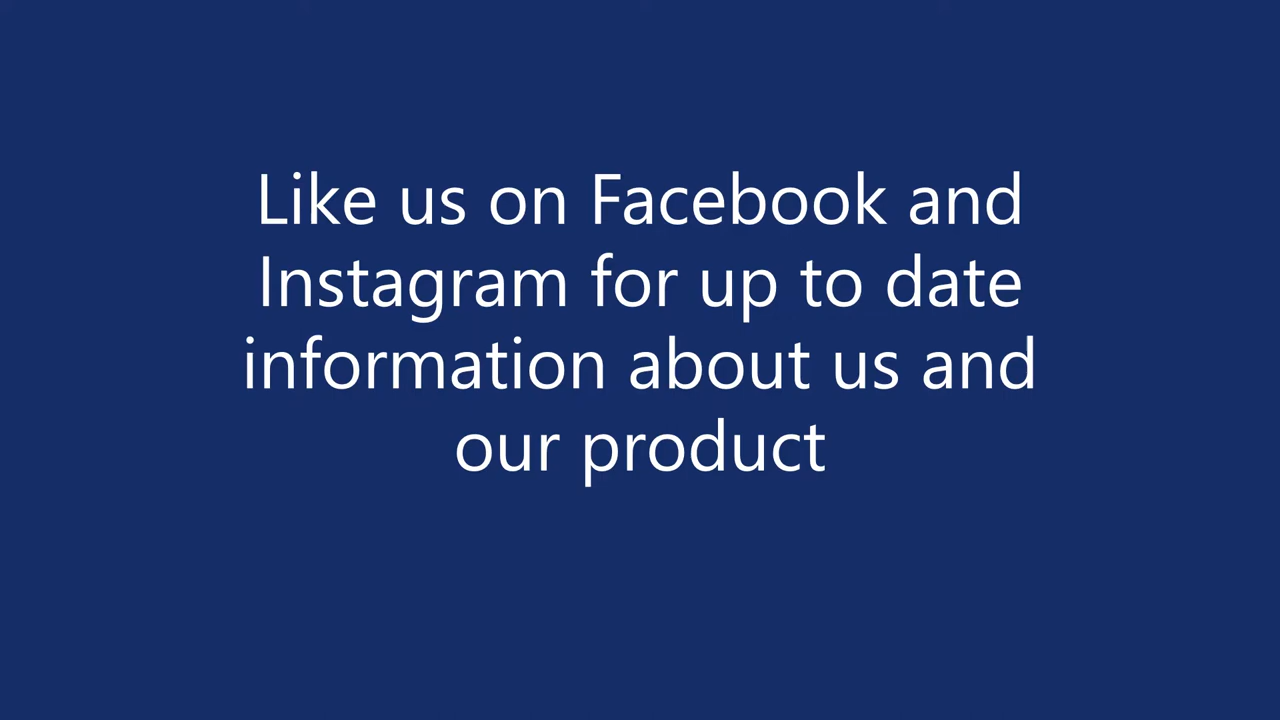 Like us on Facebook and
Instagram for up to date
information about us and
our product